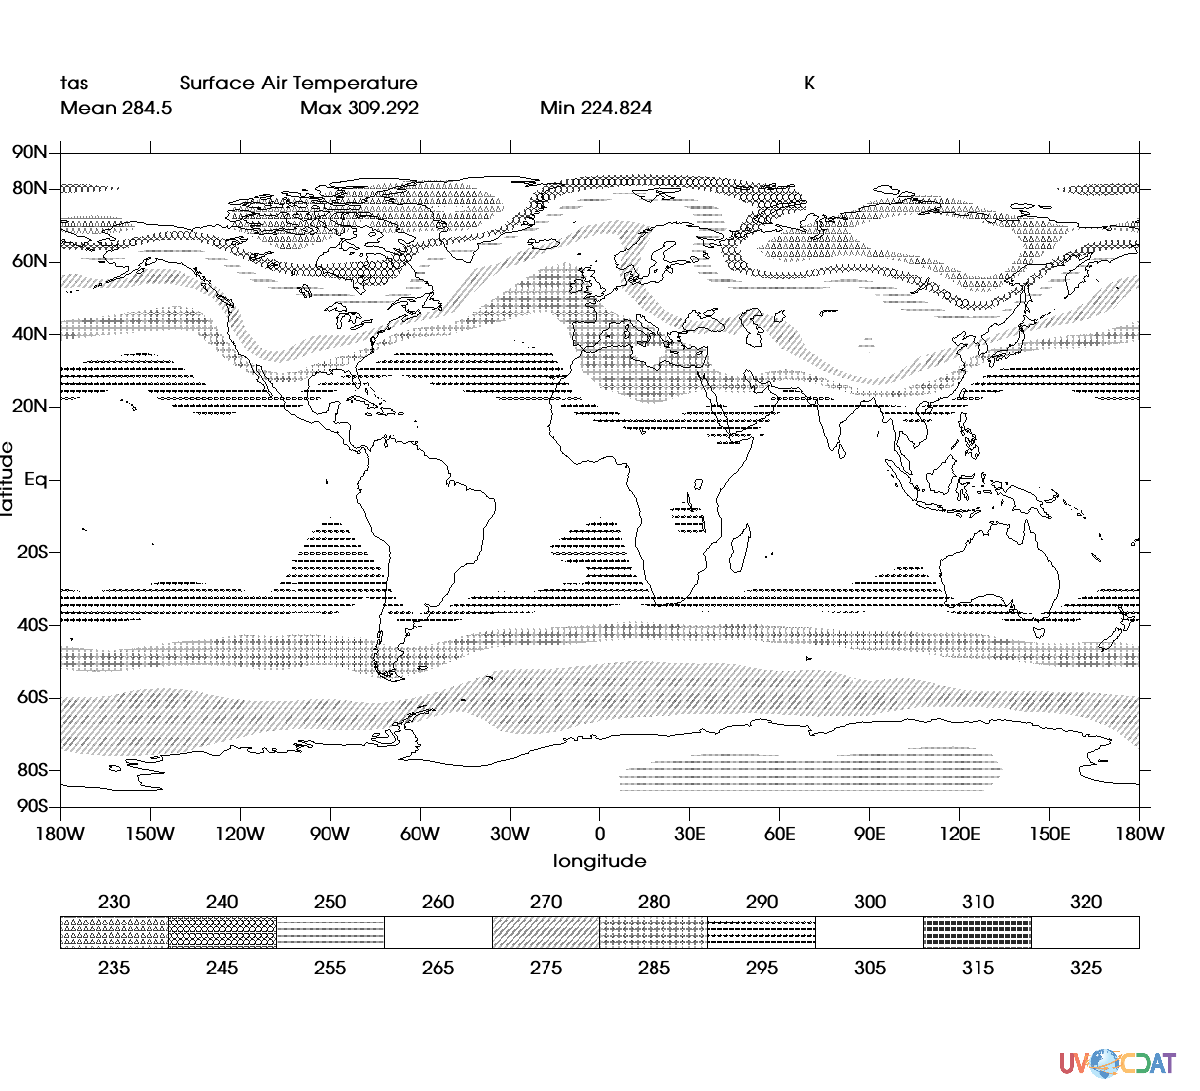 tas Surface Air Temperature K
Mean 284.5 Max 309.292 Min 224.824
90N
80N
60N
40N
20N
latitude
Eq
20S
40S
60S
80S
90S
180W 150W 120W 90W 60W 30W 0 30E 60E 90E 120E 150E 180W
longitude
230 240 250 260 270 280 290 300 310 320
235 245 255 265 275 285 295 305 315 325
UV CDAT